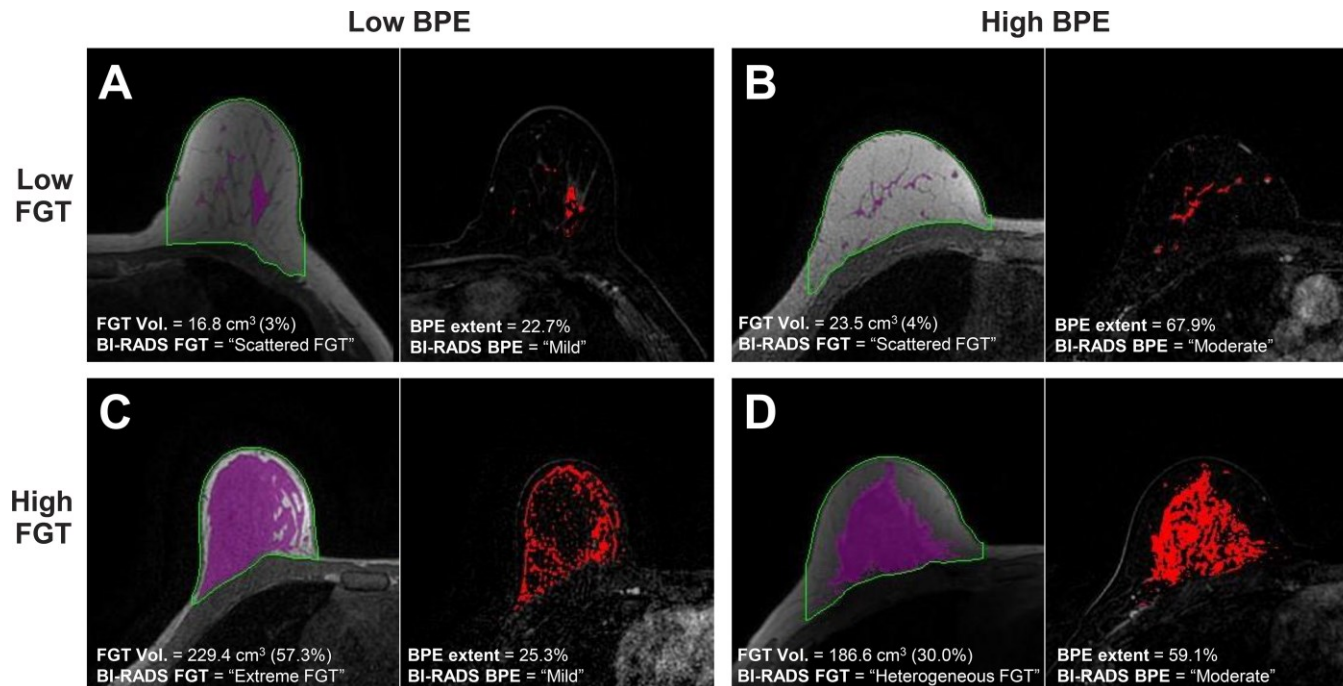 Low BPE
High BPE
Low
FGT
A
FGT Vol. = 16.8 cm³ (3%)
BI-RADS FGT = “Scattered FGT”
BPE extent = 22.7%
BI-RADS BPE = “Mild”
B
FGT Vol. = 23.5 cm³ (4%)
BI-RADS FGT = “Scattered FGT”
BPE extent = 67.9%
BI-RADS BPE = “Moderate”
High
FGT
C
FGT Vol. = 229.4 cm³ (57.3%)
BI-RADS FGT = “Extreme FGT”
BPE extent = 25.3%
BI-RADS BPE = “Mild”
D
FGT Vol. = 186.6 cm³ (30.0%)
BI-RADS FGT = “Heterogeneous FGT”
BPE extent = 59.1%
BI-RADS BPE = “Moderate”